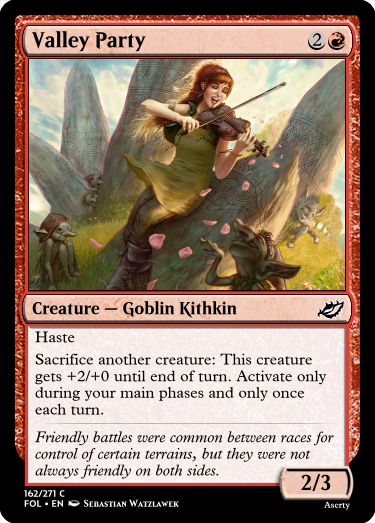 Valley Party 2
Creature — Goblin Kithkin
Haste
Sacrifice another creature: This creature
gets +2/+0 until end of turn. Activate only
during your main phases and only once
each turn.
Friendly battles were common between races for
control of certain terrains, but they were not
always friendly on both sides.
2/3
162/271 C
FOL • EN Sebastian Watzlawek
Aserty